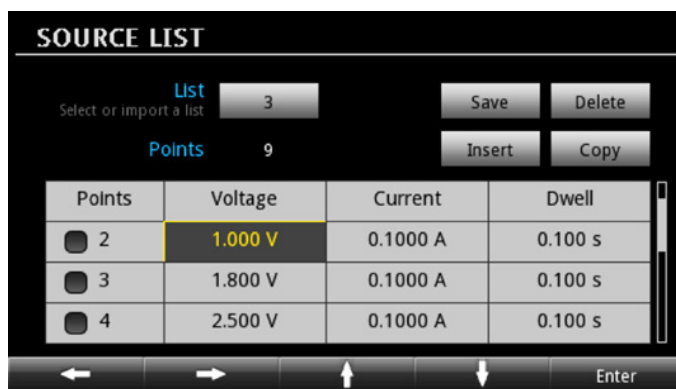 SOURCE LIST
List
Select or import a list
3
Save
Delete
Points
9
Insert
Copy
Points Voltage Current Dwell
2 1.000 V 0.1000 A 0.100 s
3 1.800 V 0.1000 A 0.100 s
4 2.500 V 0.1000 A 0.100 s
Enter